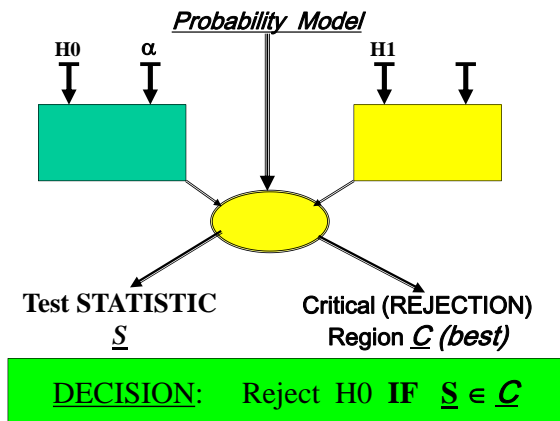 Probability Model
H0 α H1
Test STATISTIC
S
Critical (REJECTION)
Region C (best)
DECISION: Reject H0 IF S ∈ C